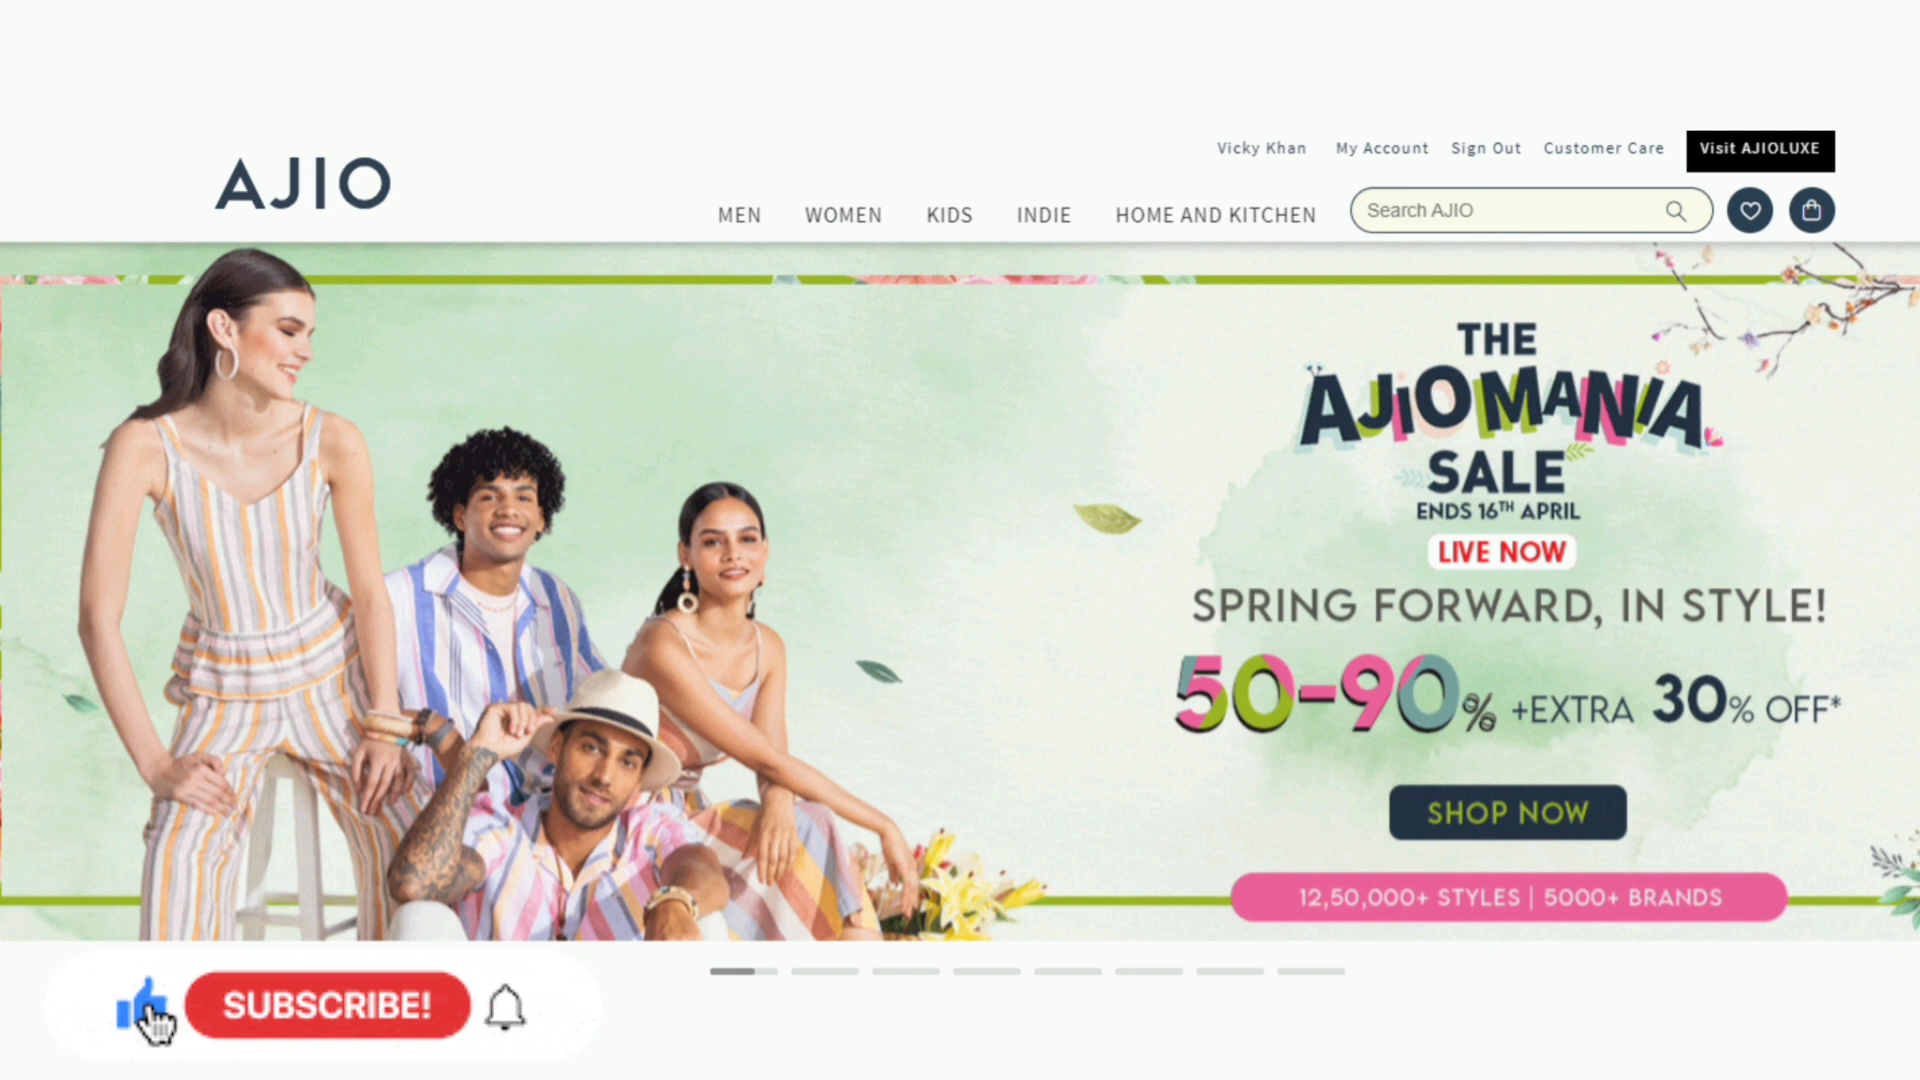 Vicky Khan My Account Sign Out Customer Care Visit AJIOLUXE
AJIO
MEN WOMEN KIDS INDIE HOME AND KITCHEN Search AJIO
THE
AJIOMANIA
SALE
ENDS 16TH APRIL
LIVE NOW
SPRING FORWARD, IN STYLE!
50-90% +EXTRA 30% OFF*
SHOP NOW
12,50,000+ STYLES | 5000+ BRANDS
SUBSCRIBE!